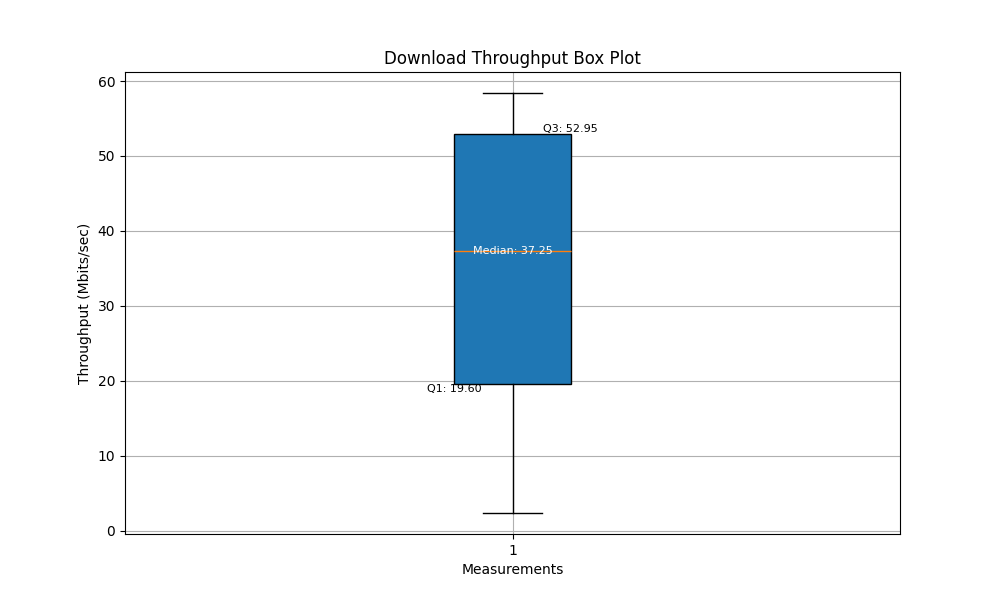 Download Throughput Box Plot
60
50
40
30
20
10
0
Throughput (Mbits/sec)
Q3: 52.95
Median: 37.25
Q1: 19.60
1
Measurements